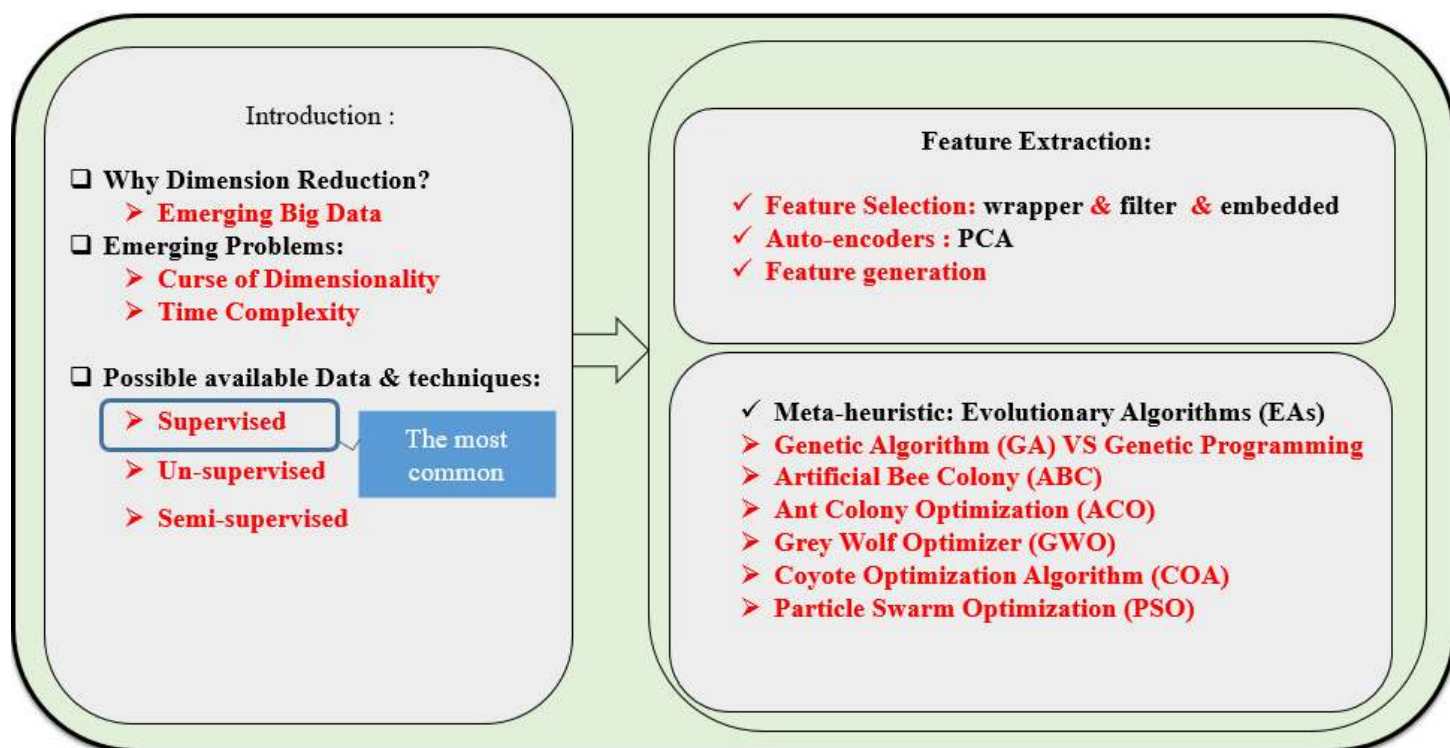 Introduction :
❑ Why Dimension Reduction?
➢ Emerging Big Data
❑ Emerging Problems:
➢ Curse of Dimensionality
➢ Time Complexity
❑ Possible available Data & techniques:
➢ Supervised
The most
common
➢ Un-supervised
➢ Semi-supervised
Feature Extraction:
✓ Feature Selection: wrapper & filter & embedded
✓ Auto-encoders : PCA
✓ Feature generation
✓ Meta-heuristic: Evolutionary Algorithms (EAs)
➢ Genetic Algorithm (GA) VS Genetic Programming
➢ Artificial Bee Colony (ABC)
➢ Ant Colony Optimization (ACO)
➢ Grey Wolf Optimizer (GWO)
➢ Coyote Optimization Algorithm (COA)
➢ Particle Swarm Optimization (PSO)